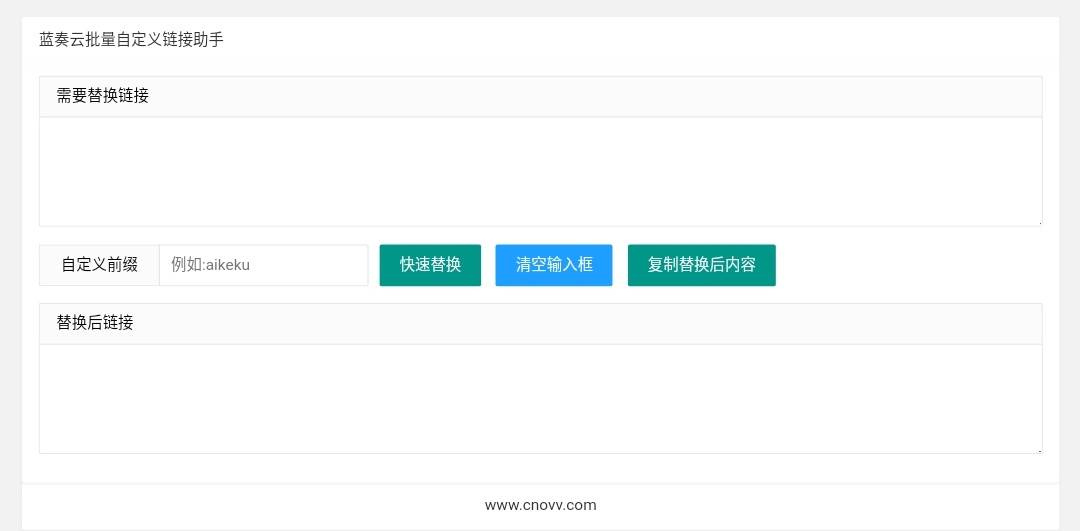 蓝奏云批量自定义链接助手
需要替换链接
自定义前缀 例如:aikeku 快速替换 清空输入框 复制替换后内容
替换后链接
www.cnovv.com